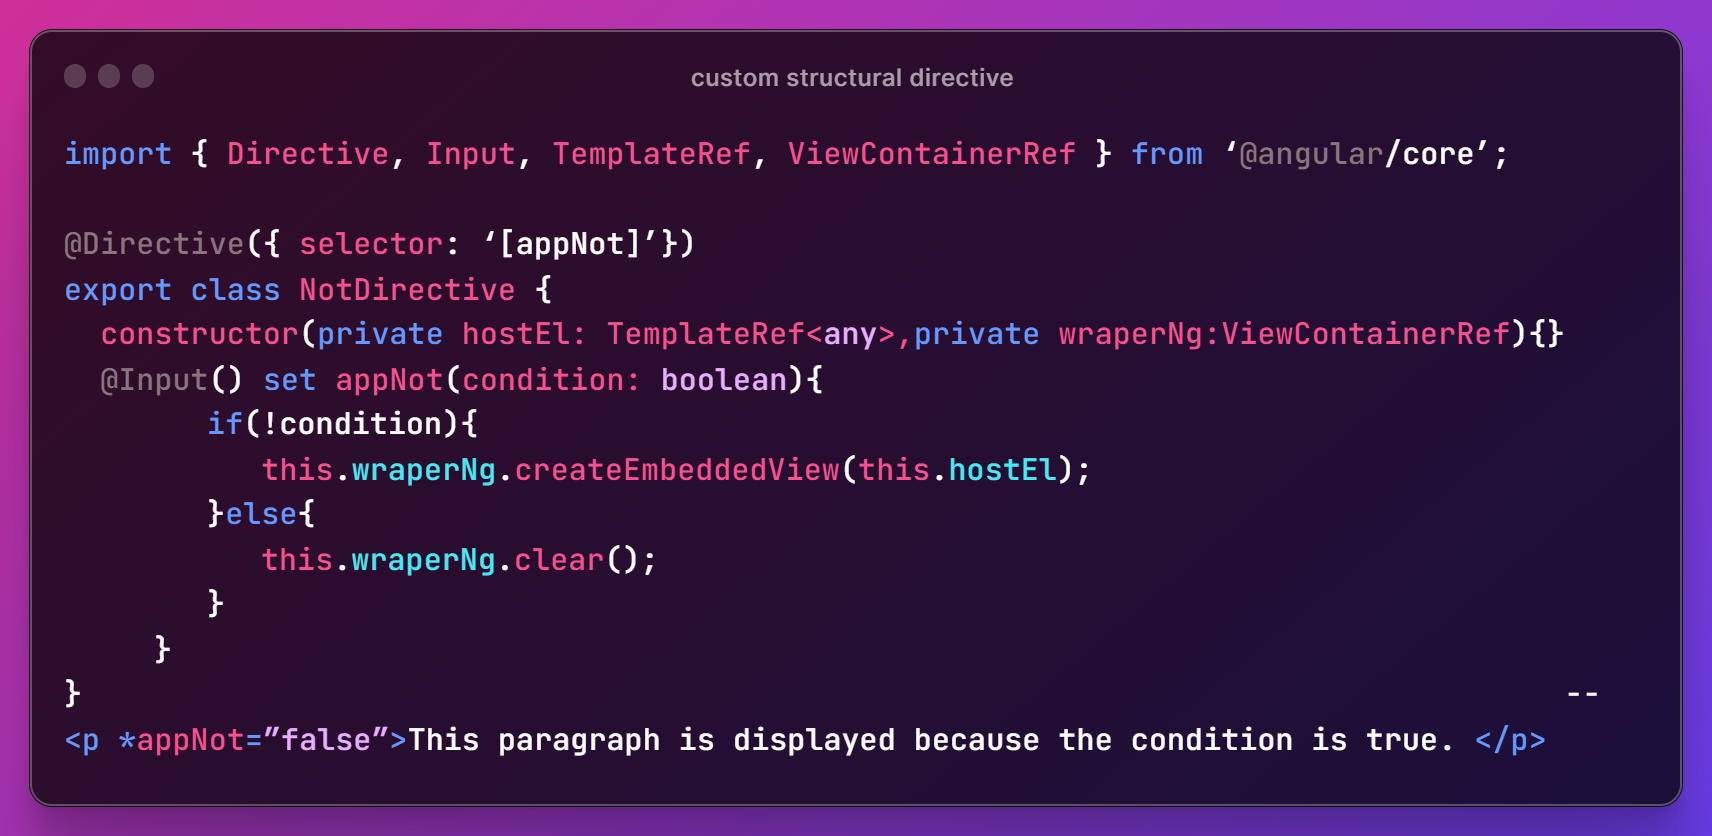 custom structural directive
import { Directive, Input, TemplateRef, ViewContainerRef } from ‘@angular/core’;
@Directive({ selector: ‘[appNot]’})
export class NotDirective {
constructor(private hostEl: TemplateRef<any>,private wraperNg:ViewContainerRef){}
@Input() set appNot(condition: boolean){
if(!condition){
this.wraperNg.createEmbeddedView(this.hostEl);
}else{
this.wraperNg.clear();
}
}
} --
<p *appNot=”false”>This paragraph is displayed because the condition is true. </p>